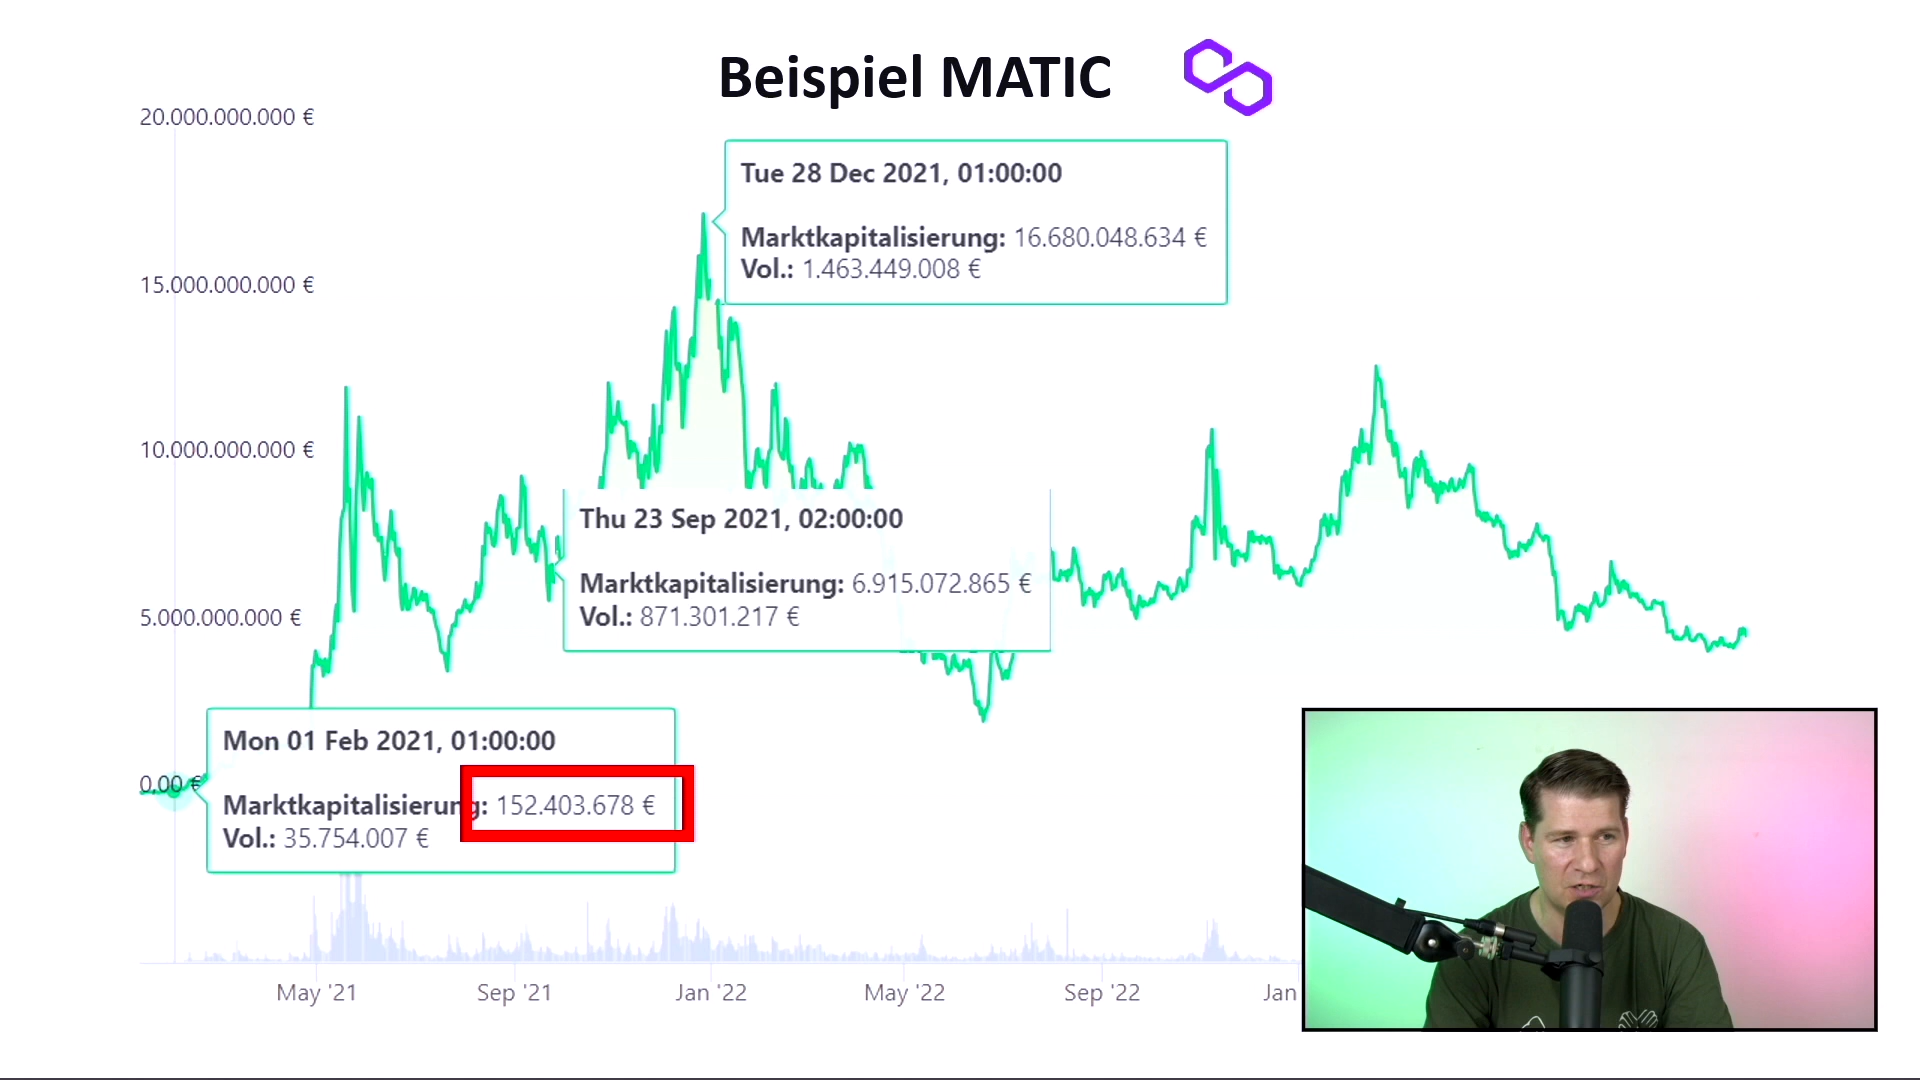 Beispiel MATIC
20.000.000.000 €
Tue 28 Dec 2021, 01:00:00
Marktkapitalisierung: 16.680.048.634 €
Vol.: 1.463.449.008 €
15.000.000.000 €
10.000.000.000 €
Thu 23 Sep 2021, 02:00:00
Marktkapitalisierung: 6.915.072.865 €
Vol.: 871.301.217 €
5.000.000.000 €
Mon 01 Feb 2021, 01:00:00
0,00 €
Marktkapitalisierung: 152.403.678 €
Vol.: 35.754.007 €
May '21
Sep '21
Jan '22
May '22
Sep '22
Jan